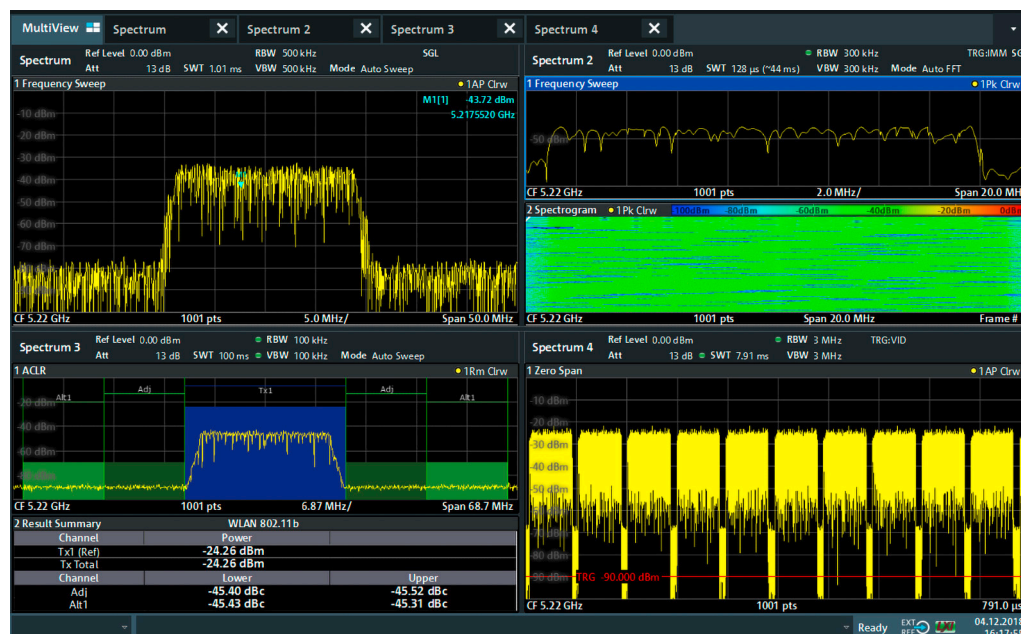 MultiView Spectrum X Spectrum 2 X Spectrum 3 X Spectrum 4 X
Spectrum Ref Level 0.00 dBm RBW 500 kHz SGL
Att 13 dB SWT 1.01 ms VBW 500 kHz Mode Auto Sweep
1 Frequency Sweep 1AP Clrw
M1[1] -43.72 dBm
5.2175520 GHz
-10 dBm
-30 dBm
-40 dBm
-50 dBm
-60 dBm
-70 dBm
CF 5.22 GHz 1001 pts 5.0 MHz/ Span 50.0 MHz
Spectrum 2 Ref Level 0.00 dBm RBW 300 kHz TRG:IMM
Att 13 dB SWT 128 µs (~44 ms) VBW 300 kHz Mode Auto FFT
1 Frequency Sweep 1Pk Clrw
-50 dBm
CF 5.22 GHz 1001 pts 2.0 MHz/ Span 20.0 MH
2 Spectrogram 1Pk Clrw -100dBm -80dBm -60dBm -40dBm -20dBm 0dBm
CF 5.22 GHz 1001 pts Span 20.0 MHz Frame #
Spectrum 3 Ref Level 0.00 dBm RBW 100 kHz
Att 13 dB SWT 100 ms VBW 100 kHz Mode Auto Sweep
1 ACLR 1Rm Clrw
Alt1 Adj Tx1 Adj Alt1
-20 dBm
-40 dBm
-60 dBm
CF 5.22 GHz 1001 pts 6.87 MHz/ Span 68.7 MHz
2 Result Summary WLAN 802.11b
Channel Power
Tx1 (Ref) -24.26 dBm
Tx Total -24.26 dBm
Channel Lower Upper
Adj -45.40 dBc -45.52 dBc
Alt1 -45.43 dBc -45.31 dBc
Spectrum 4 Ref Level 0.00 dBm RBW 3 MHz TRG:VID
Att 13 dB SWT 7.91 ms VBW 3 MHz
1 Zero Span 1AP Clrw
-10 dBm
-20 dBm
-30 dBm
-40 dBm
-50 dBm
-60 dBm
-70 dBm
-80 dBm
-90 dBm TRG -90.000 dBm
CF 5.22 GHz 1001 pts 791.0 µs
Ready EXT REF 04.12.2018